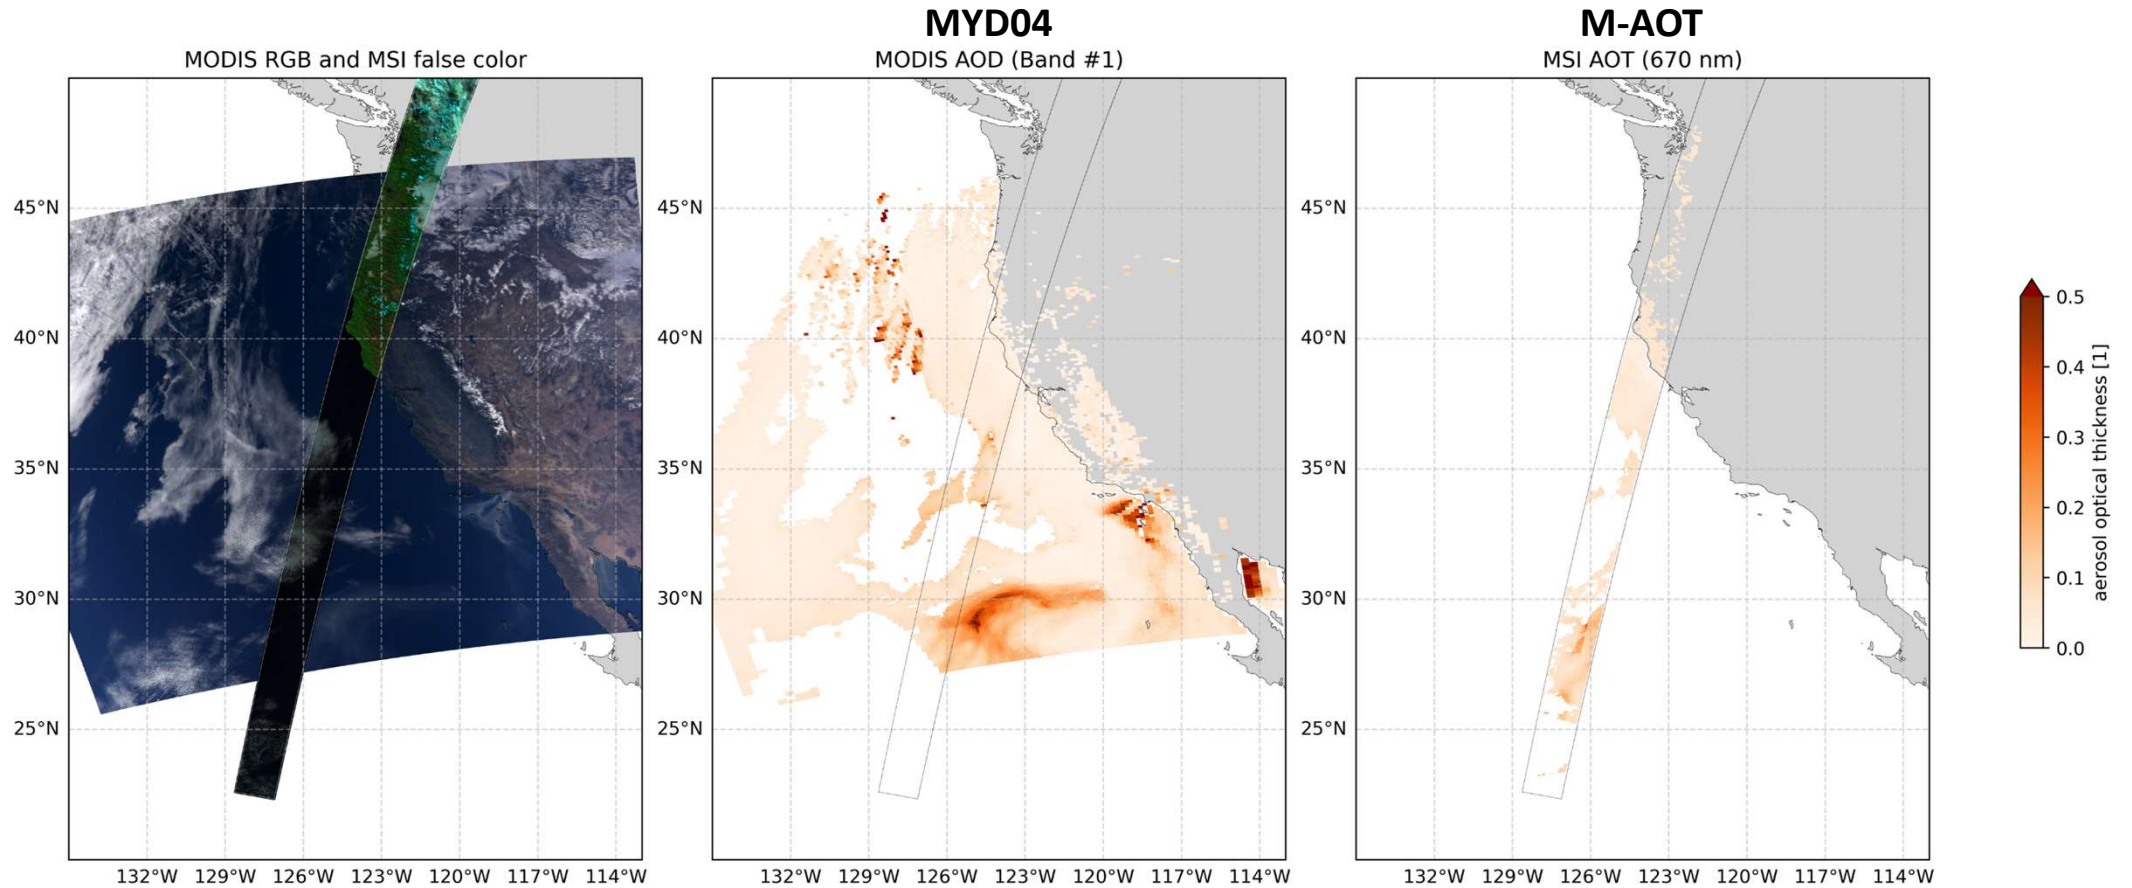 MYD04
M-AOT
MODIS RGB and MSI false color
MODIS AOD (Band #1)
MSI AOT (670 nm)
45°N
40°N
35°N
30°N
25°N
132°W 129°W 126°W 123°W 120°W 117°W 114°W
45°N
40°N
35°N
30°N
25°N
132°W 129°W 126°W 123°W 120°W 117°W 114°W
45°N
40°N
35°N
30°N
25°N
132°W 129°W 126°W 123°W 120°W 117°W 114°W
0.5
0.4
0.3
0.2
0.1
0.0
aerosol optical thickness [1]